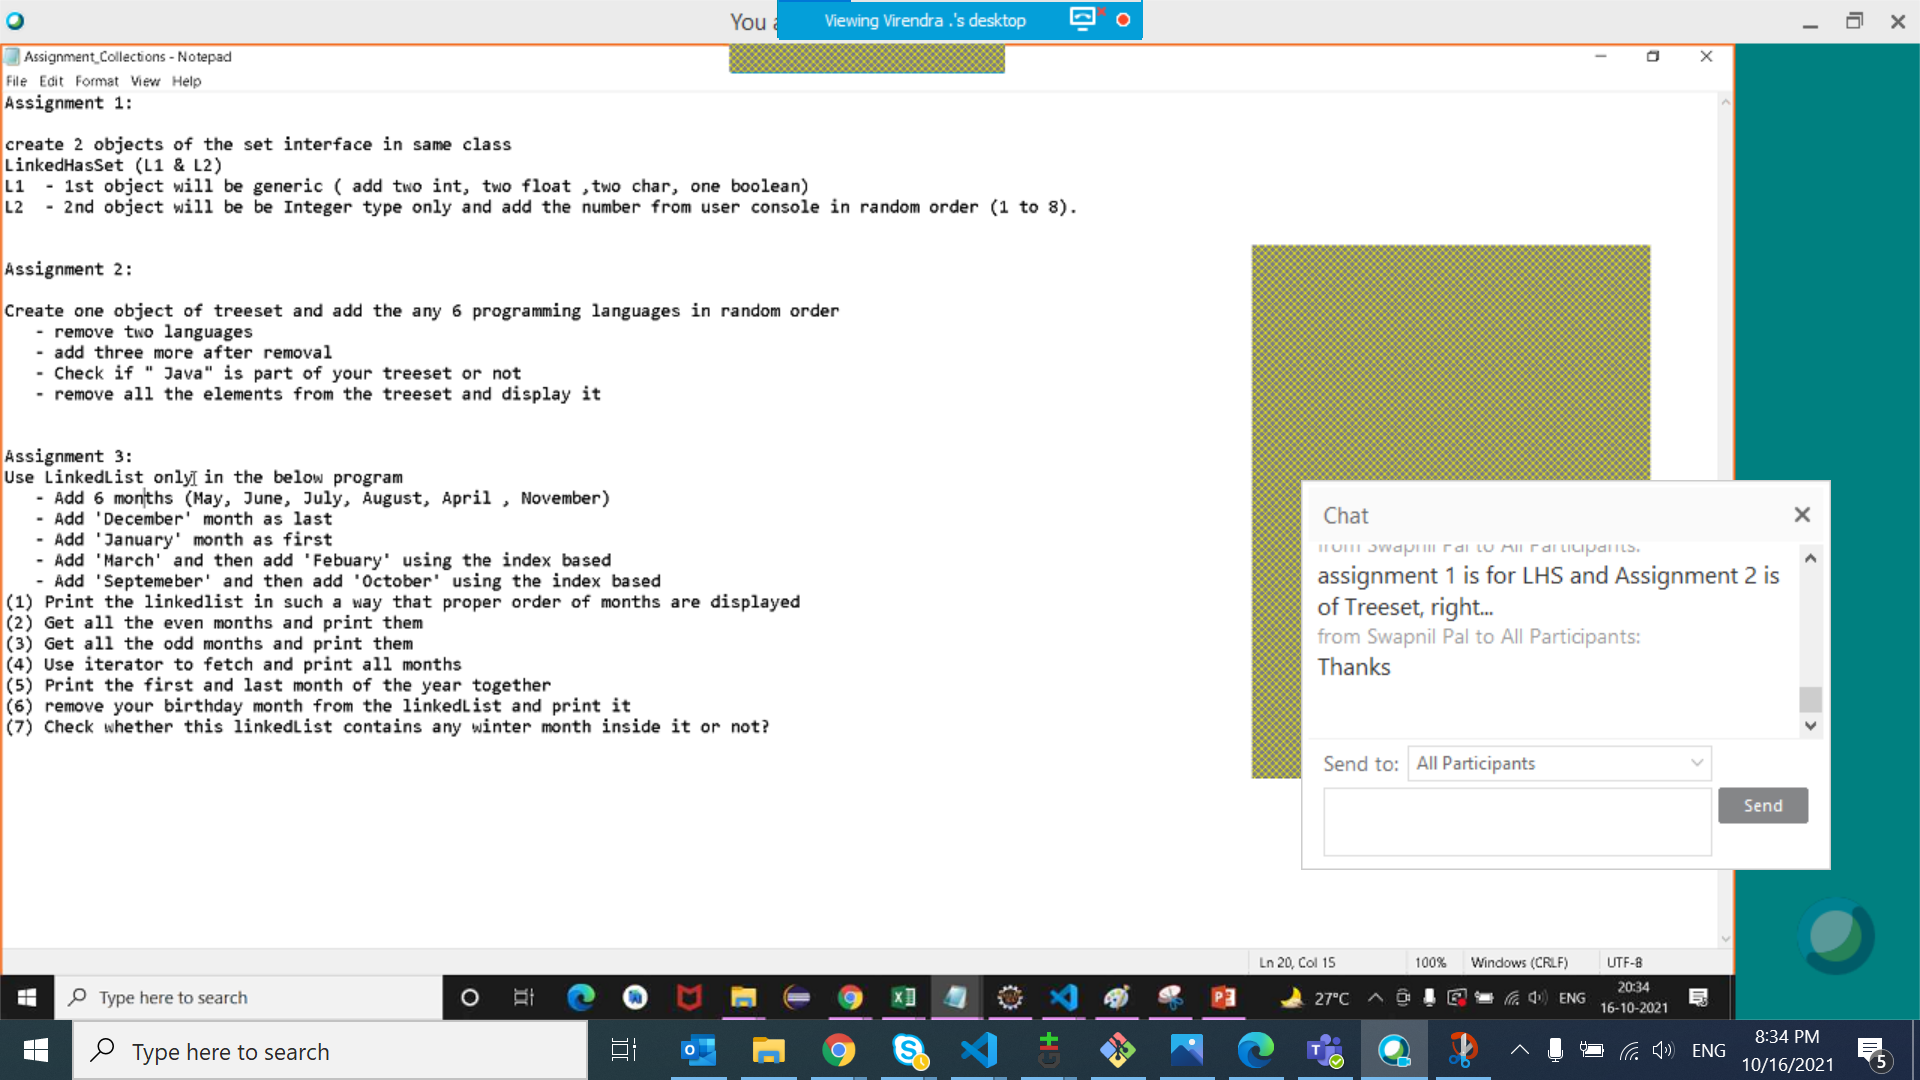 You a
Viewing Virendra .'s desktop
Assignment_Collections - Notepad
File Edit Format View Help
Assignment 1:
create 2 objects of the set interface in same class
LinkedHasSet (L1 & L2)
L1 - 1st object will be generic ( add two int, two float ,two char, one boolean)
L2 - 2nd object will be be Integer type only and add the number from user console in random order (1 to 8).
Assignment 2:
Create one object of treeset and add the any 6 programming languages in random order
- remove two languages
- add three more after removal
- Check if " Java" is part of your treeset or not
- remove all the elements from the treeset and display it
Assignment 3:
Use LinkedList only in the below program
- Add 6 months (May, June, July, August, April , November)
- Add 'December' month as last
- Add 'January' month as first
- Add 'March' and then add 'Febuary' using the index based
- Add 'Septemeber' and then add 'October' using the index based
(1) Print the linkedlist in such a way that proper order of months are displayed
(2) Get all the even months and print them
(3) Get all the odd months and print them
(4) Use iterator to fetch and print all months
(5) Print the first and last month of the year together
(6) remove your birthday month from the linkedList and print it
(7) Check whether this linkedList contains any winter month inside it or not?
Chat
from Swapnil Pal to All Participants:
assignment 1 is for LHS and Assignment 2 is
of Treeset, right...
from Swapnil Pal to All Participants:
Thanks
Send to: All Participants
Send
Ln 20, Col 15 100% Windows (CRLF) UTF-8
Type here to search
27°C ENG
20:34
16-10-2021
Type here to search
ENG
8:34 PM
10/16/2021
5